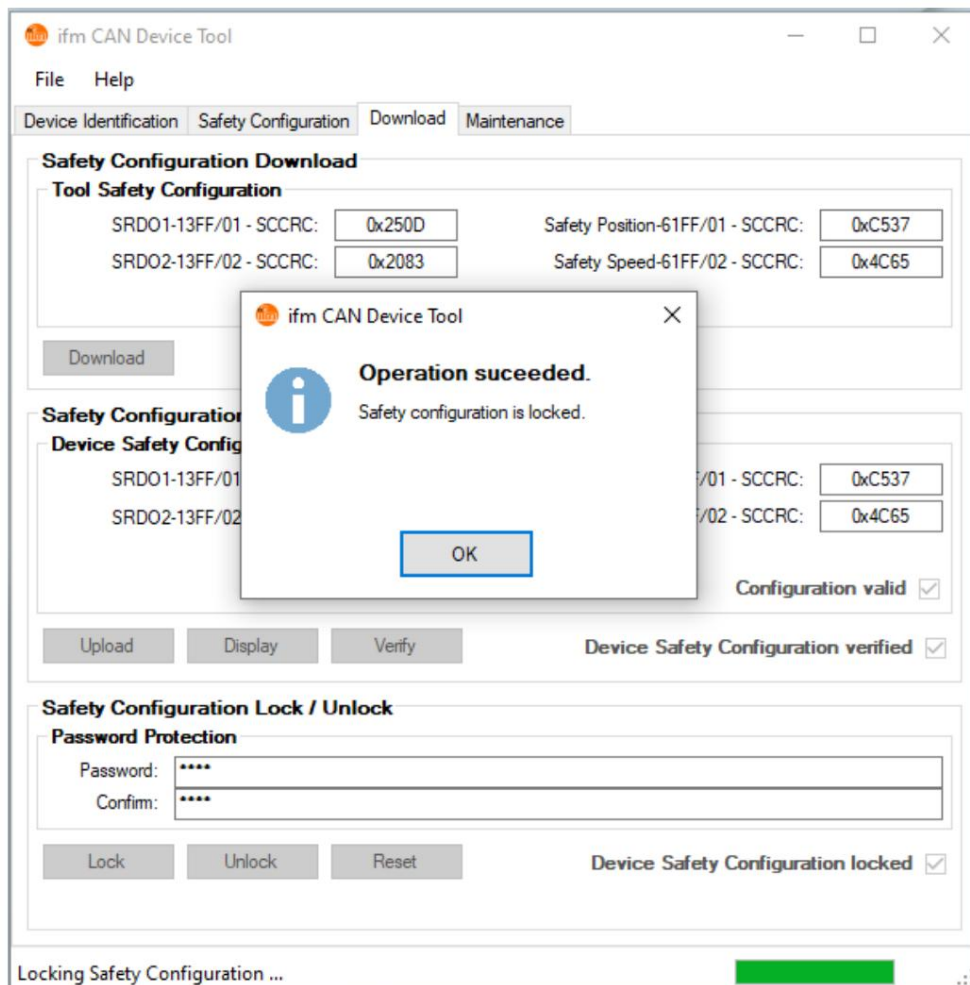 ifm CAN Device Tool
File Help
Device Identification Safety Configuration Download Maintenance
Safety Configuration Download
Tool Safety Configuration
SRDO1-13FF/01 - SCCRC: 0x250D Safety Position-61FF/01 - SCCRC: 0xC537
SRDO2-13FF/02 - SCCRC: 0x2083 Safety Speed-61FF/02 - SCCRC: 0x4C65
ifm CAN Device Tool
Download
Operation suceeded.
Safety configuration is locked.
Safety Configuration
Device Safety Config
SRDO1-13FF/01 F/01 - SCCRC: 0xC537
SRDO2-13FF/02 F/02 - SCCRC: 0x4C65
OK
Configuration valid
Upload Display Verify Device Safety Configuration verified
Safety Configuration Lock / Unlock
Password Protection
Password: ****
Confirm: ****
Lock Unlock Reset Device Safety Configuration locked
Locking Safety Configuration ...